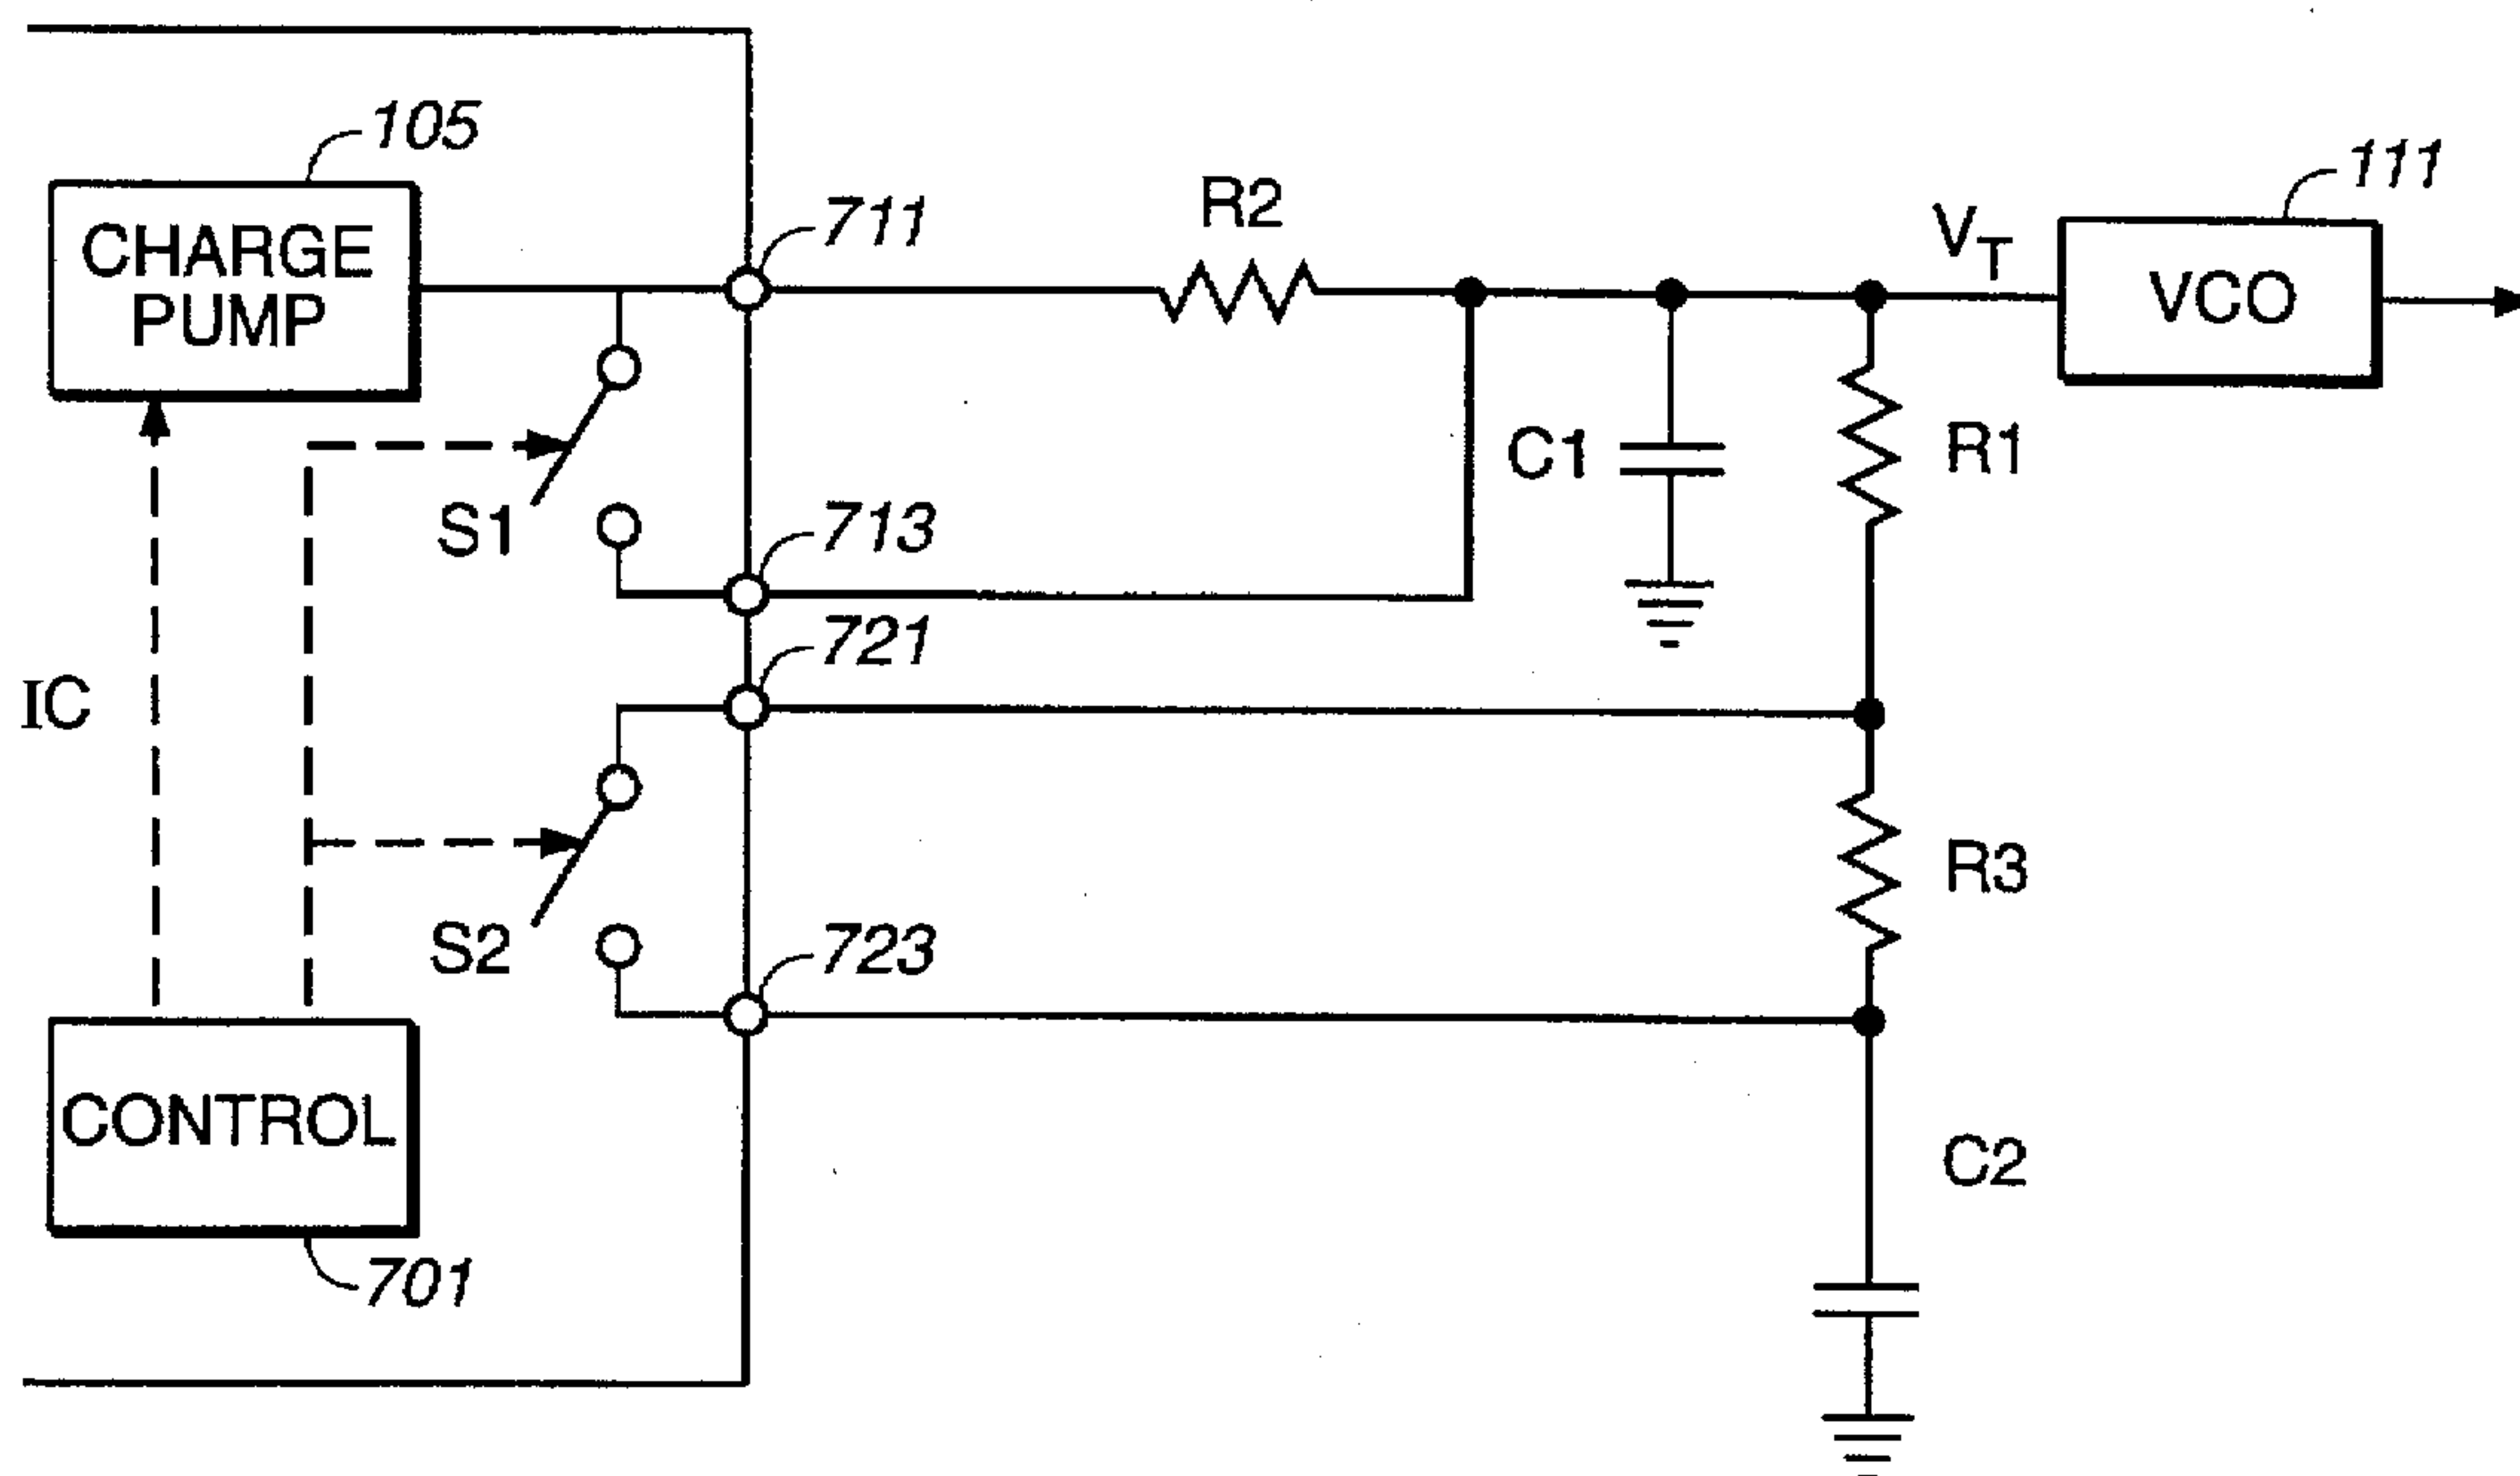 105
CHARGE
PUMP
711
R2
V_T
111
VCO
C1
R1
S1
713
721
IC
R3
S2
723
CONTROL
C2
701